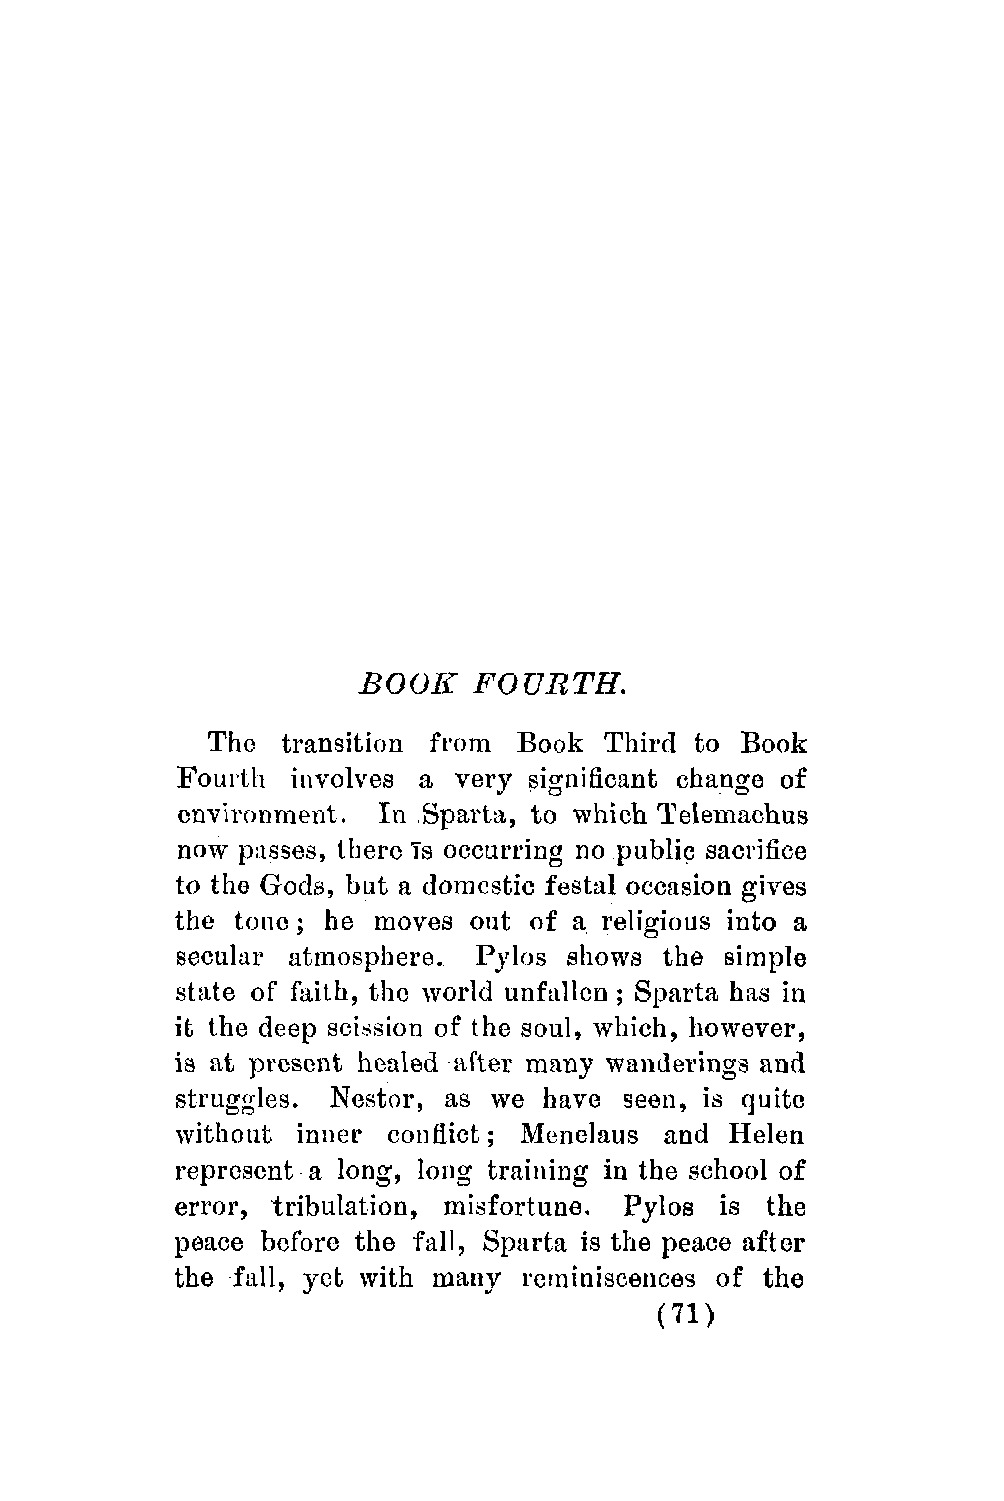 BOOK FOURTH.
The transition from Book Third to Book
Fourth involves a very significant change of
environment. In Sparta, to which Telemachus
now passes, there is occurring no public sacrifice
to the Gods, but a domestic festal occasion gives
the tone; he moves out of a religious into a
secular atmosphere. Pylos shows the simple
state of faith, the world unfallen; Sparta has in
it the deep scission of the soul, which, however,
is at present healed after many wanderings and
struggles. Nestor, as we have seen, is quite
without inner conflict; Menelaus and Helen
represent a long, long training in the school of
error, tribulation, misfortune. Pylos is the
peace before the fall, Sparta is the peace after
the fall, yet with many reminiscences of the
(71)